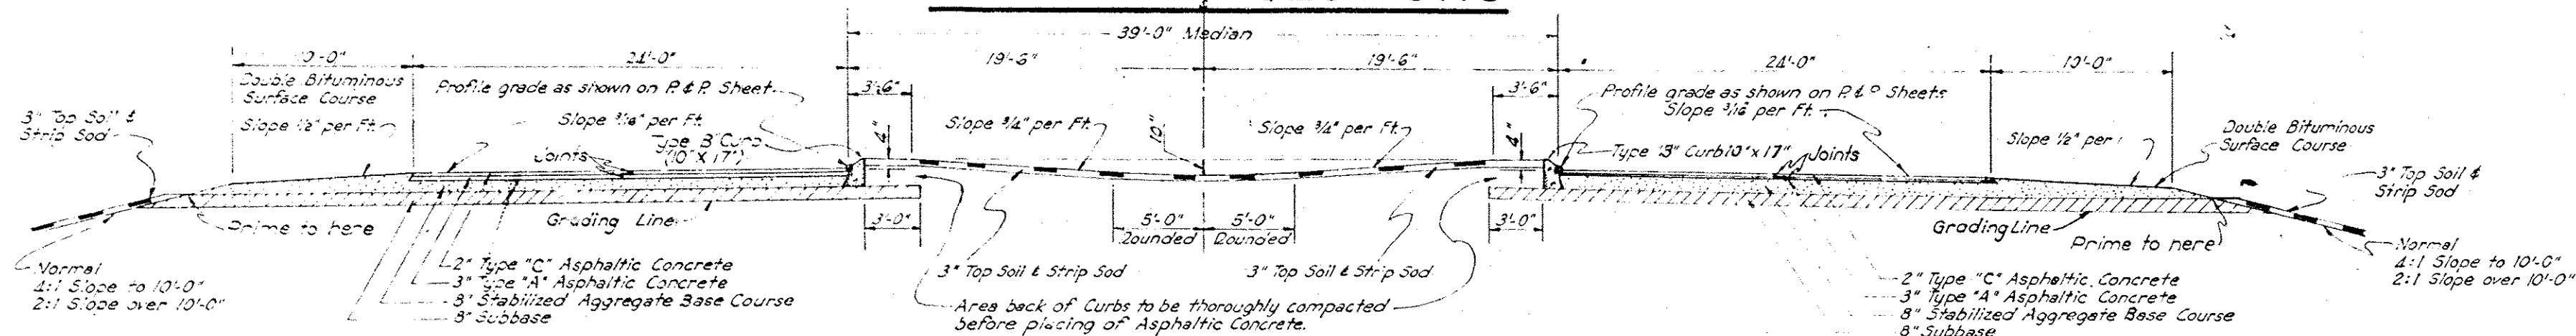 39'-0" Median
10'-0"
24'-0"
19'-6"
19'-6"
24'-0"
10'-0"
Double Bituminous
Surface Course
Profile grade as shown on P. & P. Sheet
3'-6"
3'-6"
Profile grade as shown on P. & P. Sheets
Slope 3/16" per Ft.
3" Top Soil &
Strip Sod
Slope 1/2" per Ft.
Slope 3/16" per Ft.
Type "B" Curb
(10" X 17")
Joints
4"
Slope 3/4" per Ft.
10"
Slope 3/4" per Ft.
4"
Type "B" Curb 10" x 17"
Joints
Slope 1/2" per
Double Bituminous
Surface Course
3" Top Soil &
Strip Sod
Prime to here
Grading Line
3'-0"
5'-0"
Rounded
5'-0"
Rounded
3'-0"
Grading Line
Prime to here
Normal
4:1 Slope to 10'-0"
2:1 Slope over 10'-0"
2" Type "C" Asphaltic Concrete
3" Type "A" Asphaltic Concrete
8" Stabilized Aggregate Base Course
8" Subbase
3" Top Soil & Strip Sod
3" Top Soil & Strip Sod
Area back of Curbs to be thoroughly compacted
before placing of Asphaltic Concrete.
2" Type "C" Asphaltic Concrete
3" Type "A" Asphaltic Concrete
8" Stabilized Aggregate Base Course
8" Subbase
Normal
4:1 Slope to 10'-0"
2:1 Slope over 10'-0"